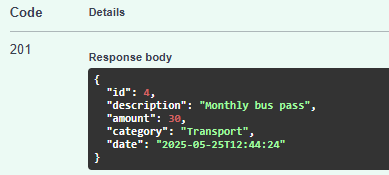 Code Details
201
Response body
{
  "id": 4,
  "description": "Monthly bus pass",
  "amount": 30,
  "category": "Transport",
  "date": "2025-05-25T12:44:24"
}